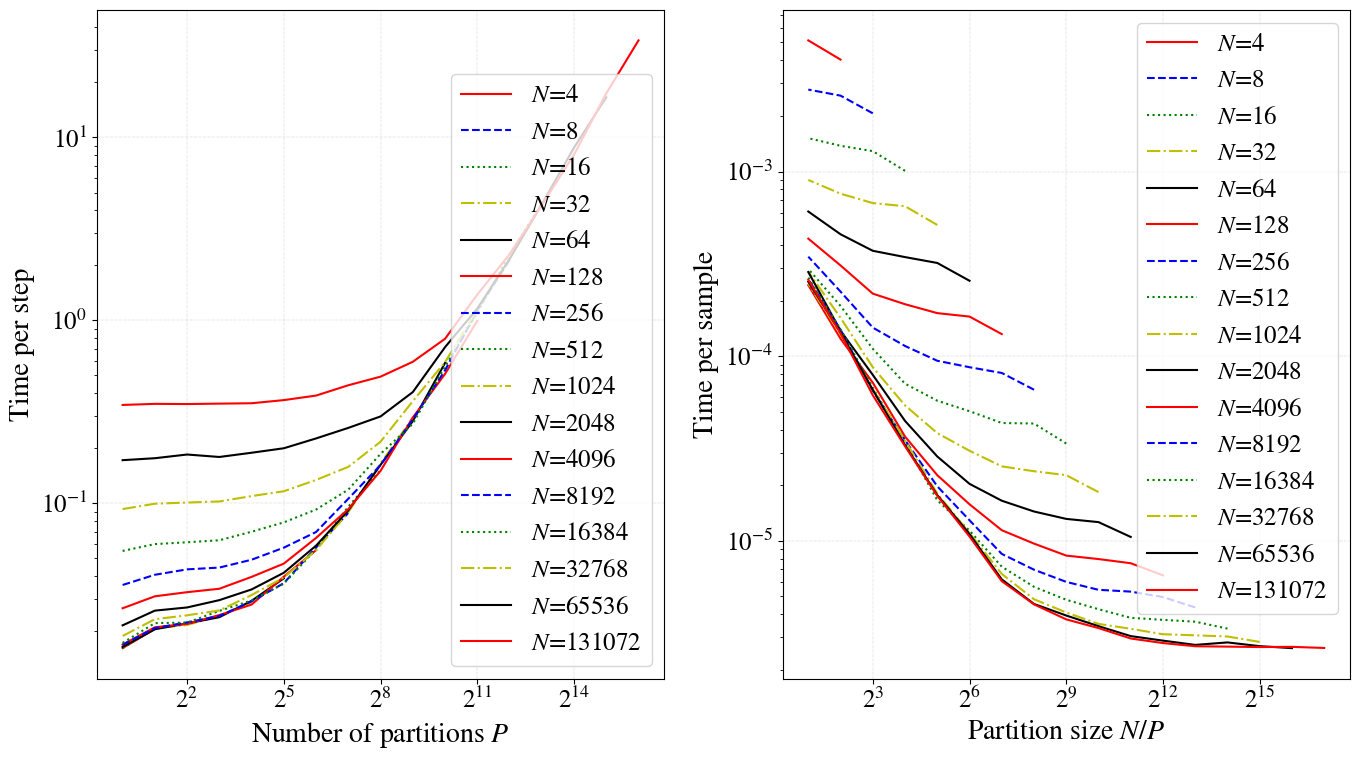 Time per step
10^1
10^0
10^-1
2^2
2^5
2^8
2^11
2^14
Number of partitions P
N=4
N=8
N=16
N=32
N=64
N=128
N=256
N=512
N=1024
N=2048
N=4096
N=8192
N=16384
N=32768
N=65536
N=131072
Time per sample
10^-3
10^-4
10^-5
2^3
2^6
2^9
2^12
2^15
Partition size N/P
N=4
N=8
N=16
N=32
N=64
N=128
N=256
N=512
N=1024
N=2048
N=4096
N=8192
N=16384
N=32768
N=65536
N=131072